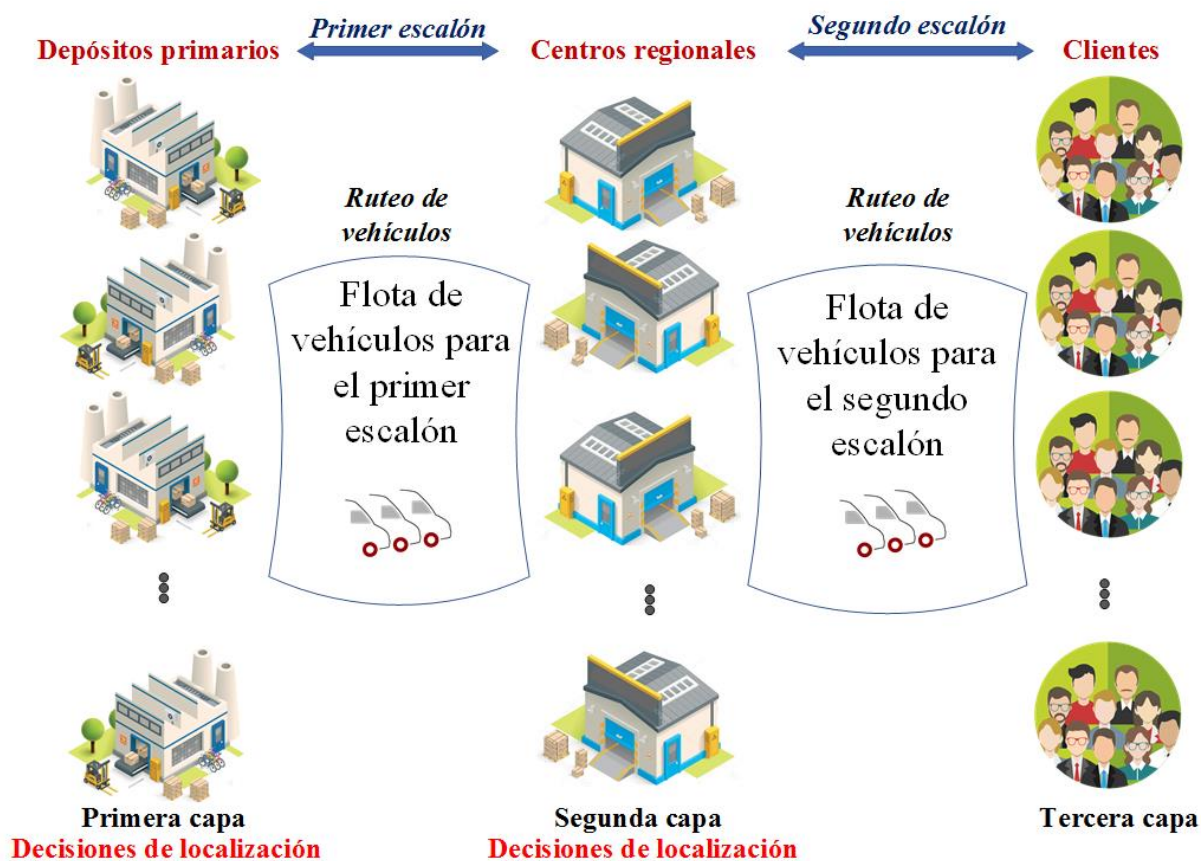 Primer escalón
Segundo escalón
Depósitos primarios
Centros regionales
Clientes
Ruteo de
vehículos
Flota de
vehículos para
el primer
escalón
Ruteo de
vehículos
Flota de
vehículos para
el segundo
escalón
Primera capa
Decisiones de localización
Segunda capa
Decisiones de localización
Tercera capa